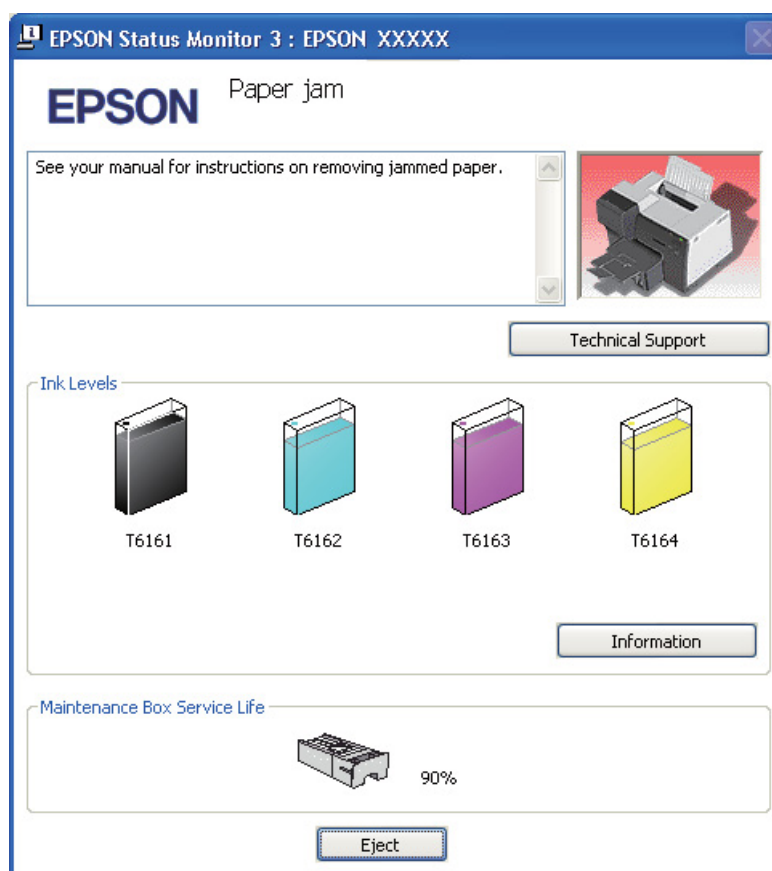 EPSON Status Monitor 3 : EPSON XXXXX
EPSON
Paper jam
See your manual for instructions on removing jammed paper.
Technical Support
Ink Levels
T6161
T6162
T6163
T6164
Information
Maintenance Box Service Life
90%
Eject